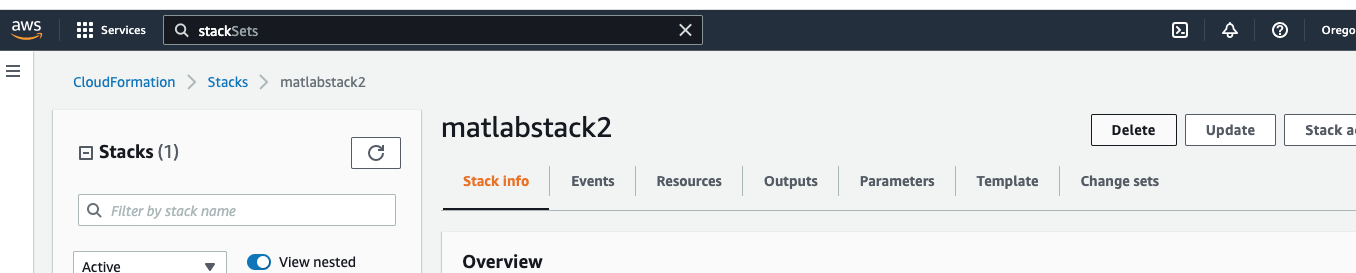 aws
Services
stackSets
Orego
CloudFormation
Stacks
matlabstack2
Stacks (1)
Filter by stack name
Active
View nested
matlabstack2
Delete
Update
Stack a
Stack info
Events
Resources
Outputs
Parameters
Template
Change sets
Overview